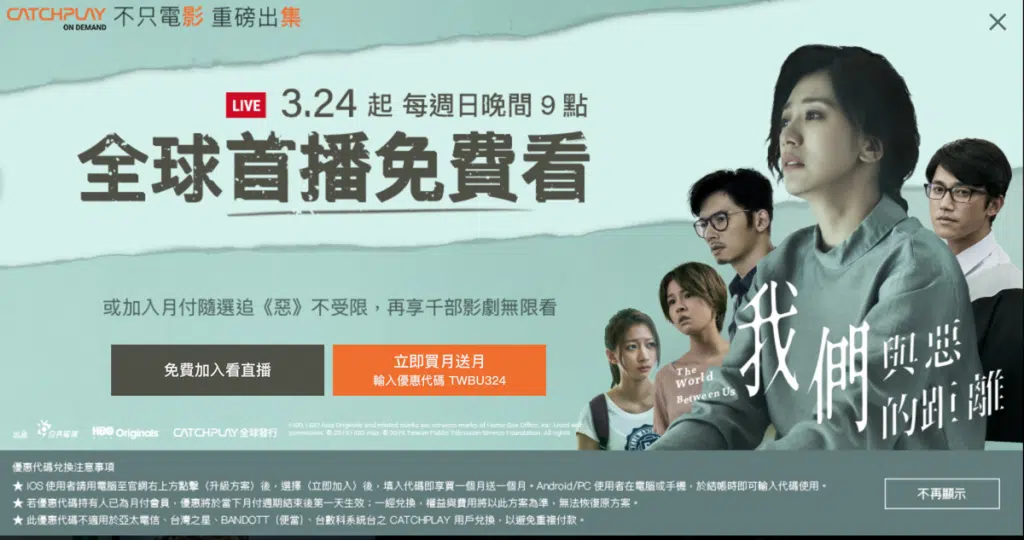 CATCHPLAY
ON DEMAND
不只電影 重磅出集
LIVE 3.24 起 每週日晚間 9 點
全球首播免費看
或加入月付隨選追《惡》不受限，再享千部影劇無限看
免費加入看直播
立即買月送月
輸入優惠代碼 TWBU324
The
World
Between Us
我們與惡
的距離
出品 公共電視 HBO Originals CATCHPLAY 全球發行
優惠代碼兌換注意事項
★ iOS 使用者請用電腦至官網右上方點擊〈升級方案〉後，選擇〈立即加入〉後，填入代碼即享買一個月送一個月。Android/PC 使用者在電腦或手機，於結帳時即可輸入代碼使用。
★ 若優惠代碼持有人已為月付會員，優惠將於當下月付週期結束後第一天生效；一經兌換，權益與費用將以此方案為準，無法恢復原方案。
★ 此優惠代碼不適用於亞太電信、台灣之星、BANDOTT（便當）、台數科系統台之 CATCHPLAY 用戶兌換，以避免重複付款。
不再顯示